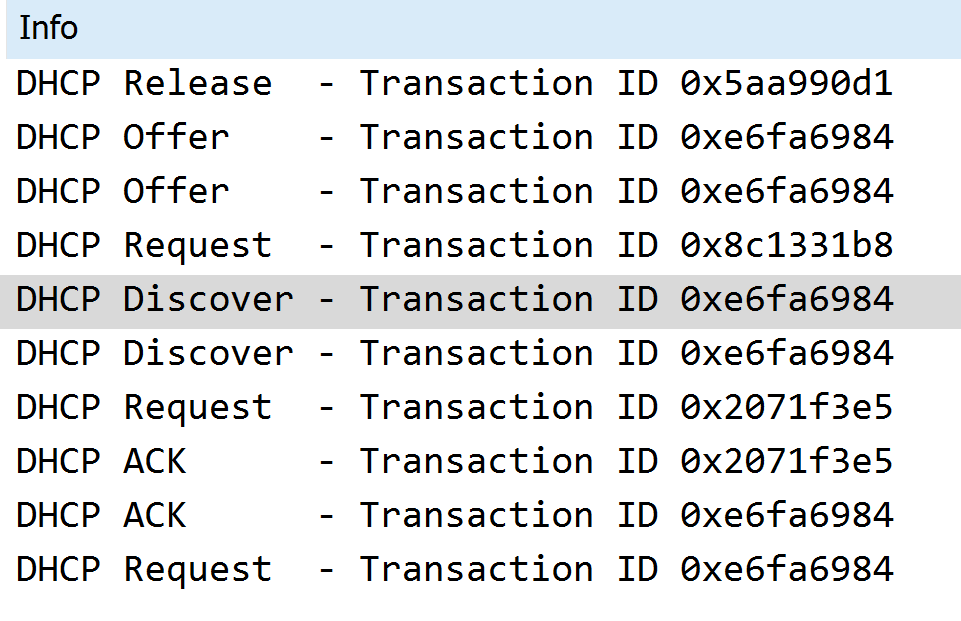 Info
DHCP Release  - Transaction ID 0x5aa990d1
DHCP Offer    - Transaction ID 0xe6fa6984
DHCP Offer    - Transaction ID 0xe6fa6984
DHCP Request  - Transaction ID 0x8c1331b8
DHCP Discover - Transaction ID 0xe6fa6984
DHCP Discover - Transaction ID 0xe6fa6984
DHCP Request  - Transaction ID 0x2071f3e5
DHCP ACK      - Transaction ID 0x2071f3e5
DHCP ACK      - Transaction ID 0xe6fa6984
DHCP Request  - Transaction ID 0xe6fa6984